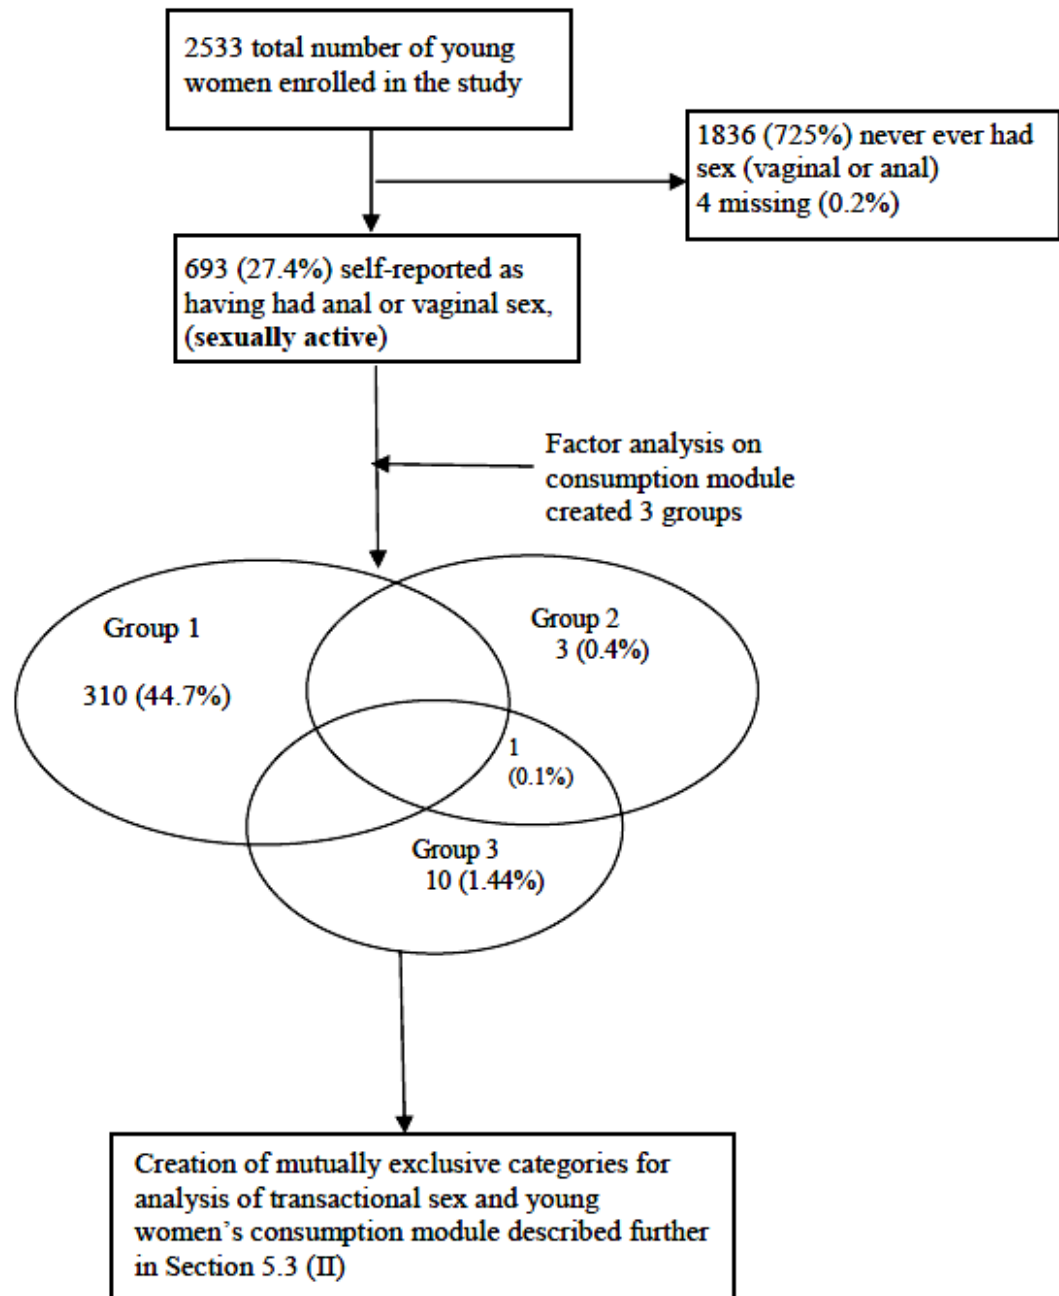 2533 total number of young
women enrolled in the study
1836 (725%) never ever had
sex (vaginal or anal)
4 missing (0.2%)
693 (27.4%) self-reported as
having had anal or vaginal sex,
(sexually active)
Factor analysis on
consumption module
created 3 groups
Group 1
310 (44.7%)
Group 2
3 (0.4%)
1
(0.1%)
Group 3
10 (1.44%)
Creation of mutually exclusive categories for
analysis of transactional sex and young
women’s consumption module described further
in Section 5.3 (II)